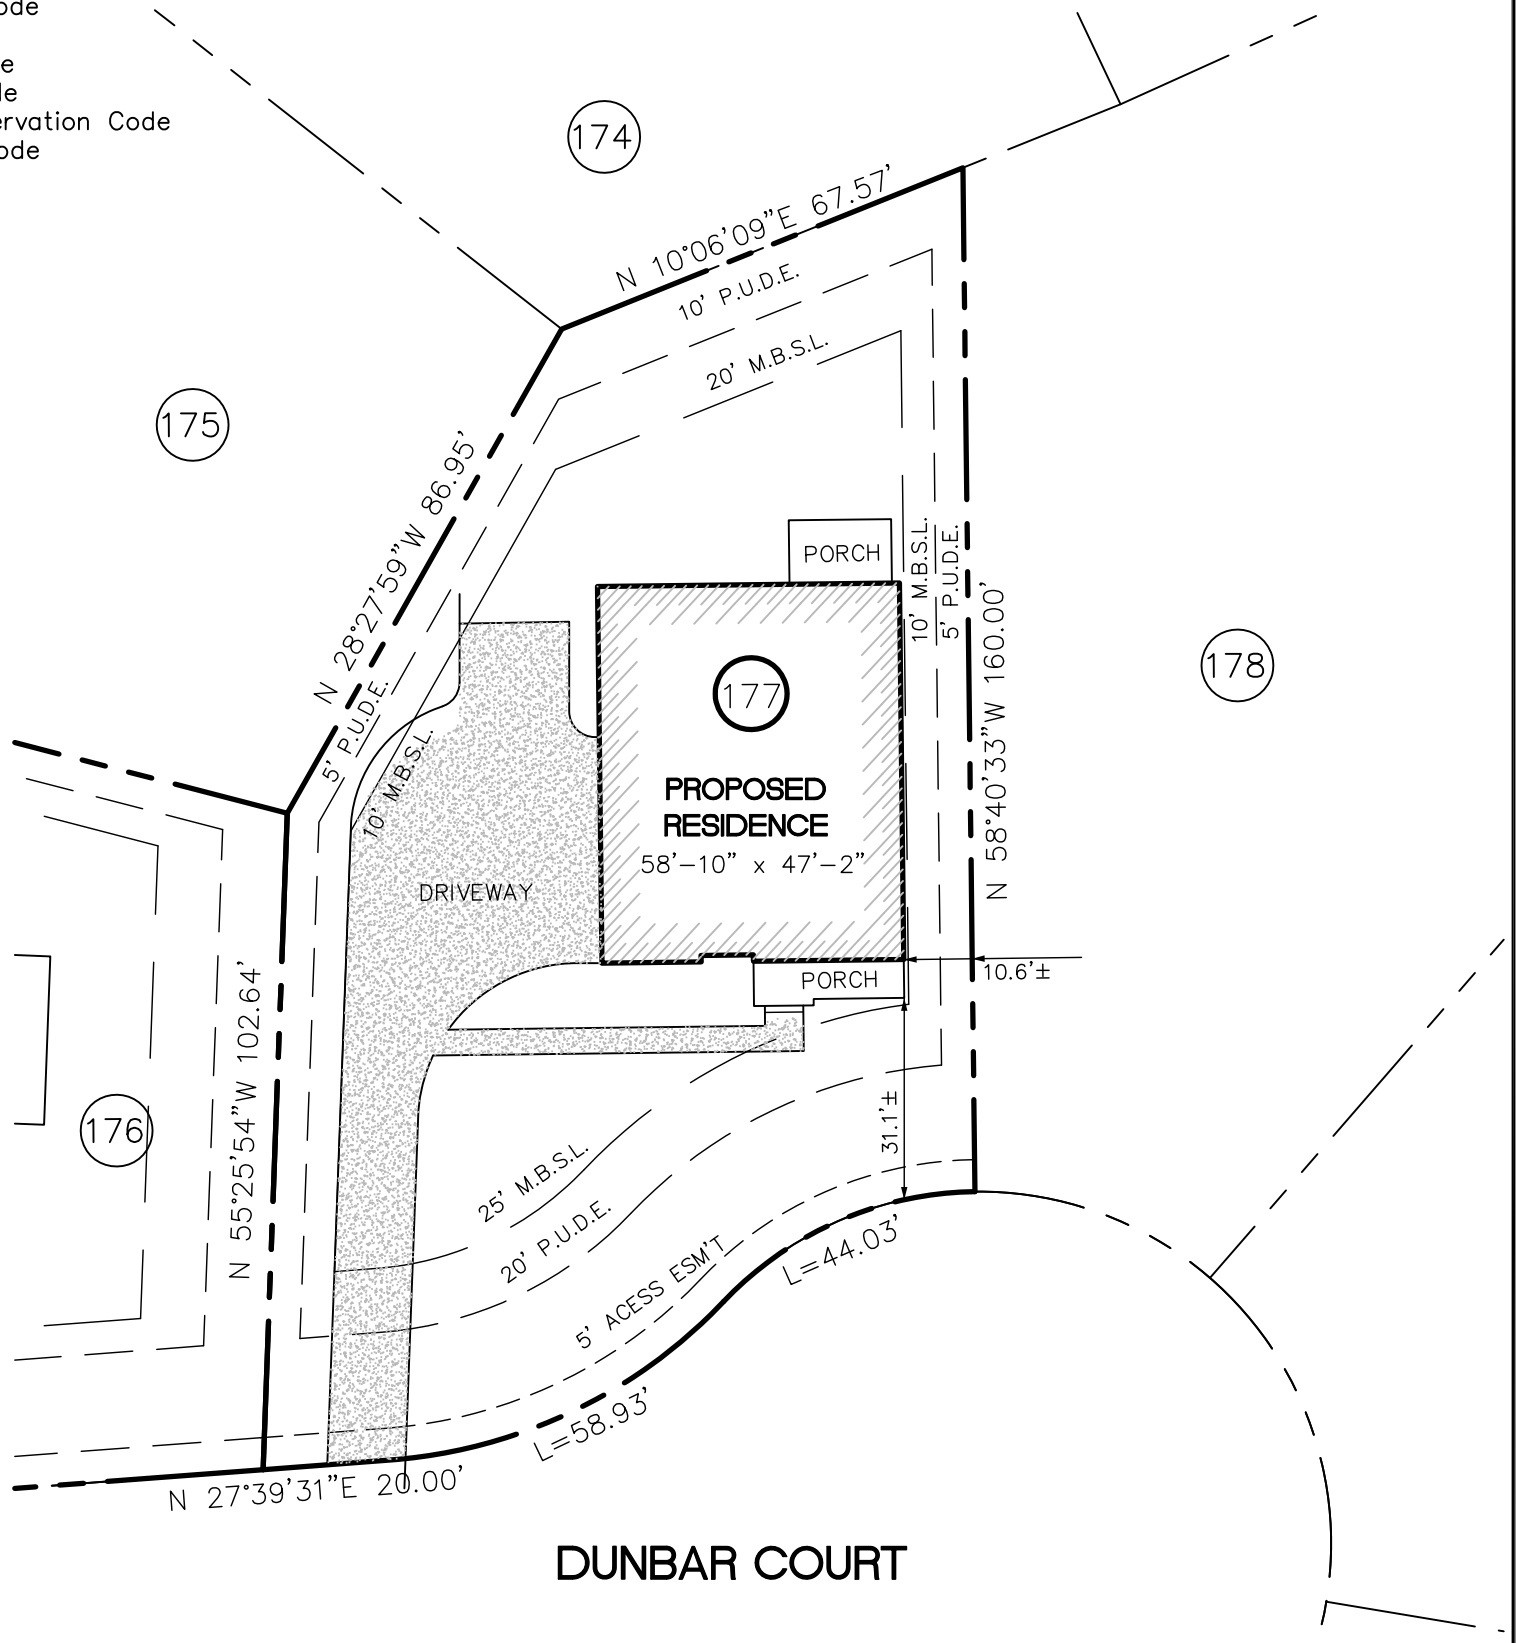 ode
e
le
ervation Code
ode
174
N 10°06'09"E 67.57'
10' P.U.D.E.
20' M.B.S.L.
175
N 28°27'59"W 86.95'
5' P.U.D.E.
10' M.B.S.L.
PORCH
10' M.B.S.L.
5' P.U.D.E.
N 58°40'33"W 160.00'
178
177
PROPOSED
RESIDENCE
58'-10" x 47'-2"
DRIVEWAY
PORCH
10.6'±
N 55°25'54"W 102.64'
176
31.1'±
25' M.B.S.L.
20' P.U.D.E.
5' ACESS ESM'T
L=44.03'
L=58.93'
N 27°39'31"E 20.00'
DUNBAR COURT